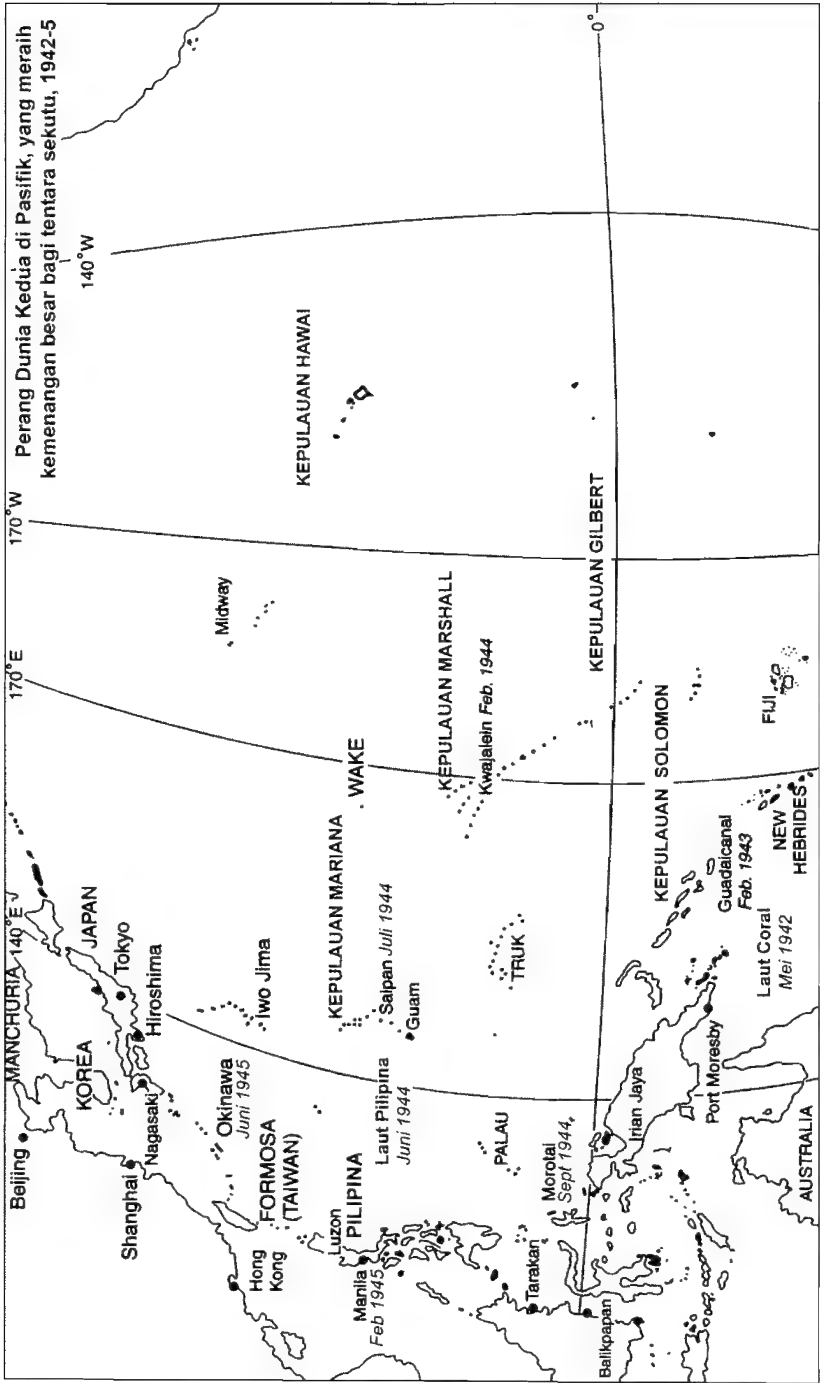 Perang Dunia Kedua di Pasifik, yang meraih
kemenangan besar bagi tentara sekutu, 1942-5
MANCHURIA
140°E
170°E
170°W
140°W
Beijing
KOREA
JAPAN
Tokyo
Hiroshima
Nagasaki
Shanghai
Okinawa
Juni 1945
Iwo Jima
Midway
KEPULAUAN HAWAI
FORMOSA
(TAIWAN)
Hong
Kong
Luzon
PILIPINA
Manila
Feb 1945
Laut Pilipina
Juni 1944
KEPULAUAN MARIANA
Saipan Juli 1944
Guam
WAKE
KEPULAUAN MARSHALL
Kwajalein Feb. 1944
PALAU
TRUK
Morotai
Sept 1944
Tarakan
Balikpapan
KEPULAUAN GILBERT
0°
Irian Jaya
Port Moresby
KEPULAUAN SOLOMON
Guadaicanal
Feb. 1943
Laut Coral
Mei 1942
NEW
HEBRIDES
FIJI
AUSTRALIA